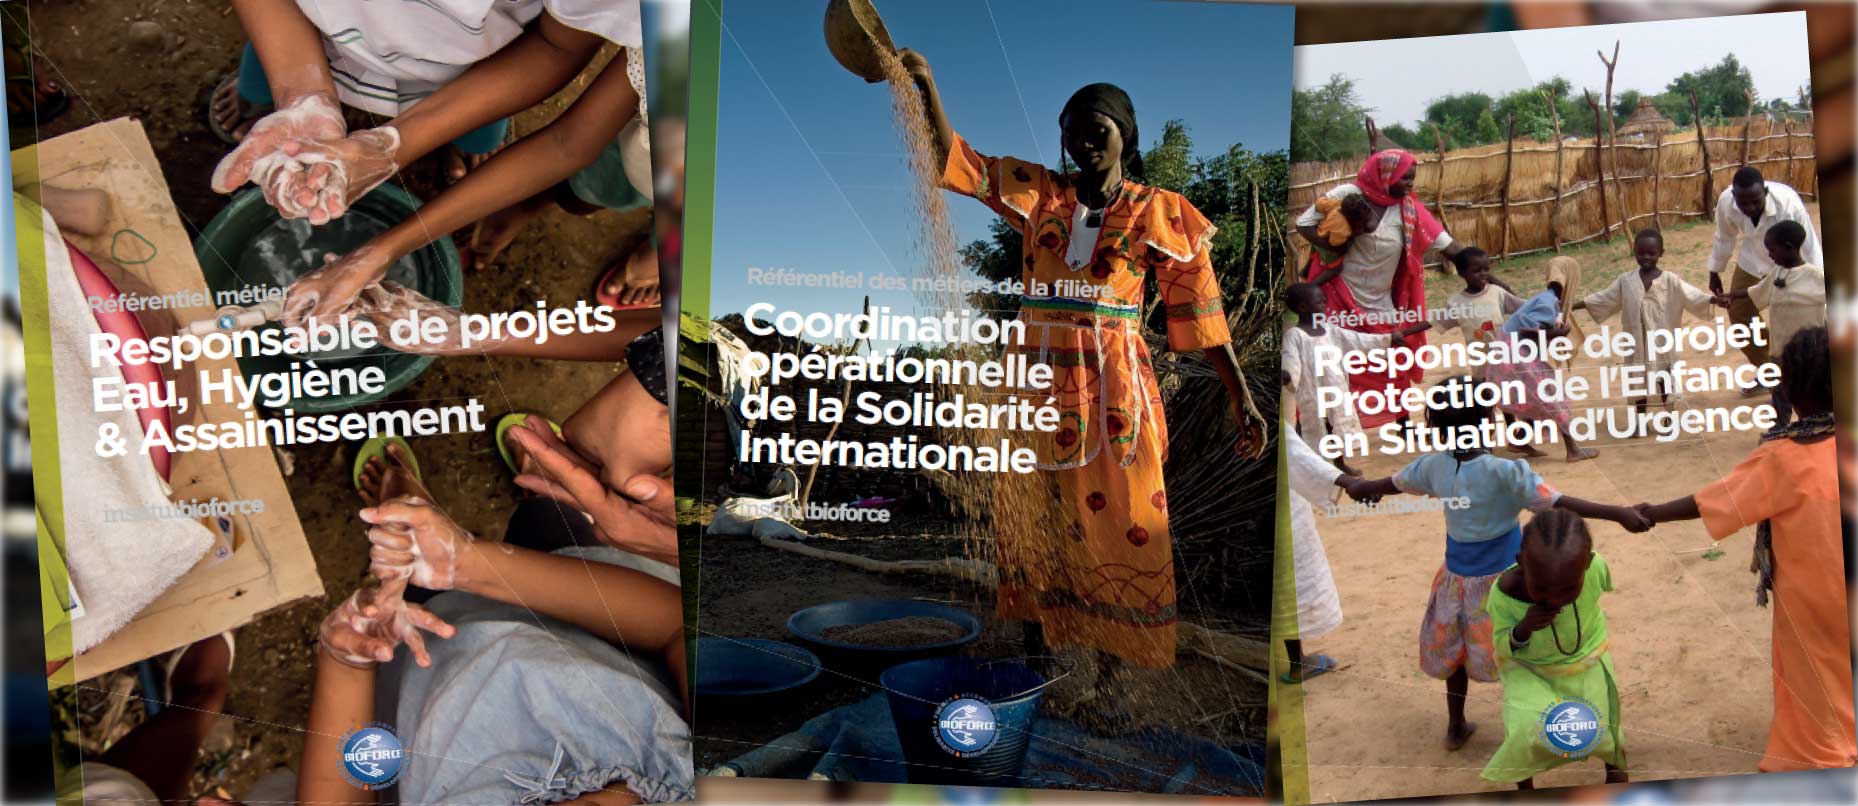 Référentiel métier
Responsable de projets
Eau, Hygiène
& Assainissement
institutbioforce
BIOFORCE
Référentiel des métiers de la filière
Coordination
opérationnelle
de la Solidarité
Internationale
institutbioforce
BIOFORCE
Référentiel métier
Responsable de projet
Protection de l'Enfance
en Situation d'Urgence
institutbioforce
BIOFORCE